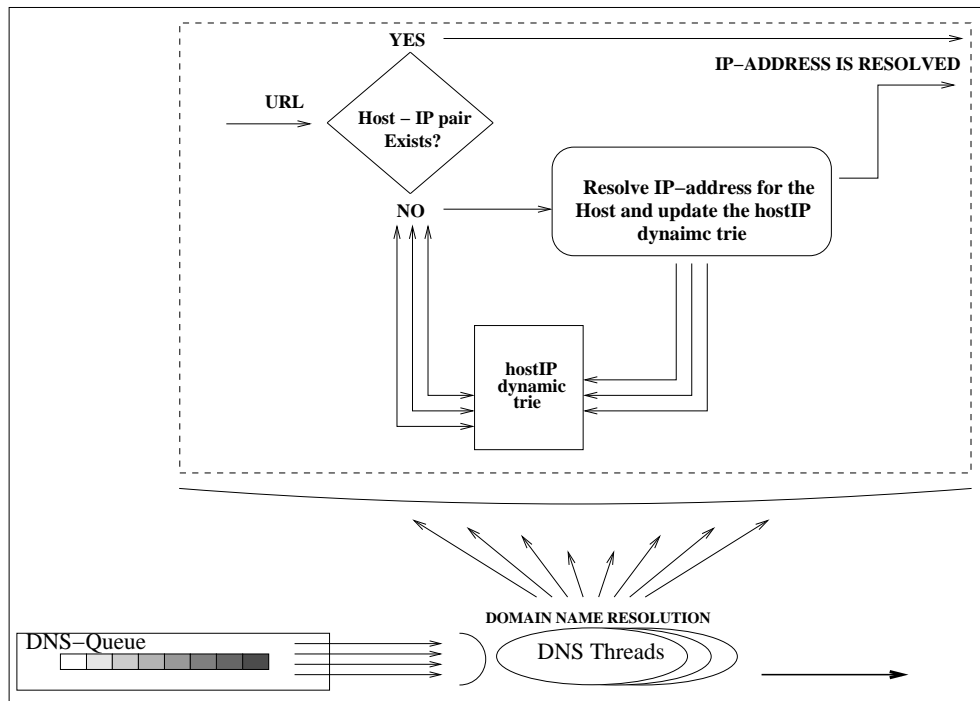 YES
IP–ADDRESS IS RESOLVED
URL
Host – IP pair
Exists?
NO
Resolve IP–address for the
Host and update the hostIP
dynaimc trie
hostIP
dynamic
trie
DOMAIN NAME RESOLUTION
DNS–Queue
DNS Threads